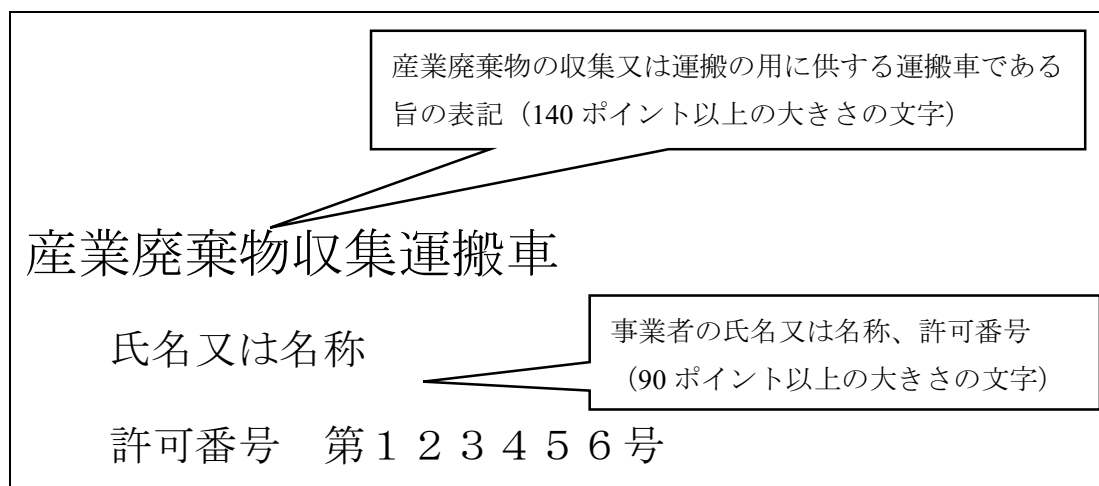 産業廃棄物の収集又は運搬の用に供する運搬車である
旨の表記（140 ポイント以上の大きさの文字）
産業廃棄物収集運搬車
氏名又は名称
事業者の氏名又は名称、許可番号
（90 ポイント以上の大きさの文字）
許可番号　第１２３４５６号